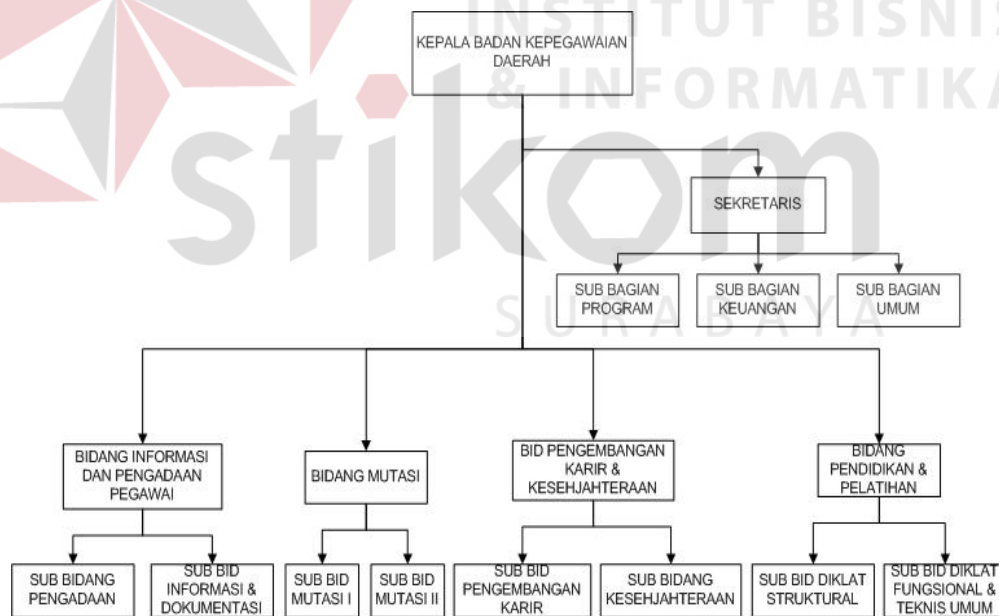 INSTITUT BISNIS
& INFORMATIKA
stikom
SURABAYA
KEPALA BADAN KEPEGAWAIAN
DAERAH
SEKRETARIS
SUB BAGIAN
PROGRAM
SUB BAGIAN
KEUANGAN
SUB BAGIAN
UMUM
BIDANG INFORMASI
DAN PENGADAAN
PEGAWAI
BIDANG MUTASI
BID PENGEMBANGAN
KARIR &
KESEHJAHTERAAN
BIDANG
PENDIDIKAN &
PELATIHAN
SUB BIDANG
PENGADAAN
SUB BID
INFORMASI &
DOKUMENTASI
SUB BID
MUTASI I
SUB BID
MUTASI II
SUB BID
PENGEMBANGAN
KARIR
SUB BIDANG
KESEHJAHTERAAN
SUB BID DIKLAT
STRUKTURAL
SUB BID DIKLAT
FUNGSIONAL &
TEKNIS UMUM